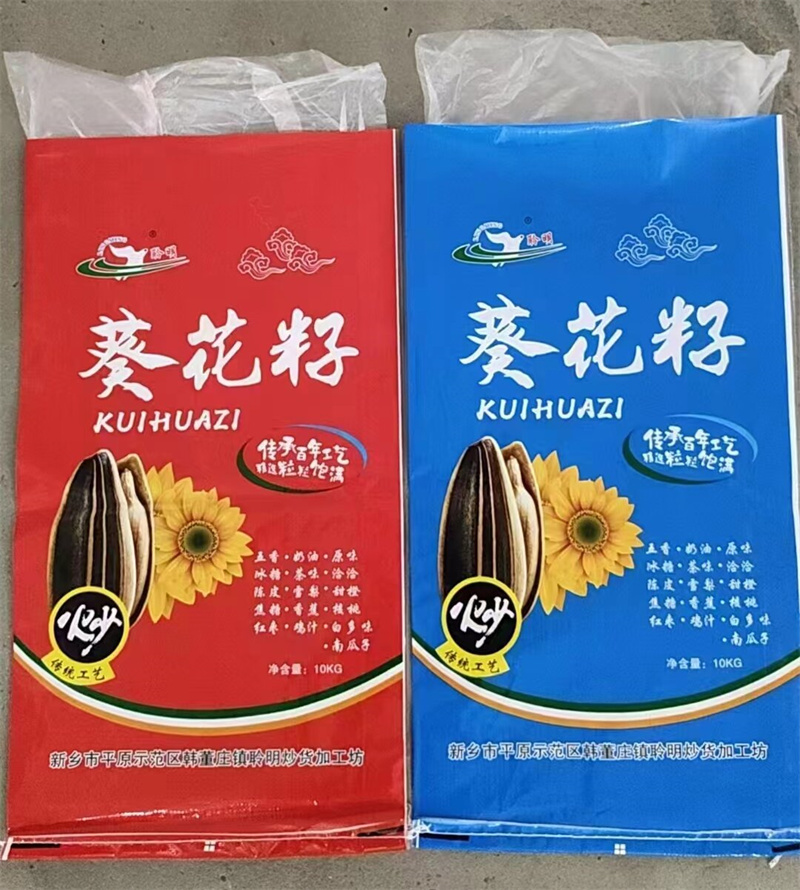 聆明
®
葵花籽
KUIHUAZI
传承百年工艺
精选粒粒饱满
五香·奶油·原味
冰糖·茶味·洽洽
陈皮·雪梨·甜橙
焦糖·香蕉·核桃
红枣·鸡汁·白多味
·南瓜子
炒
传统工艺
净含量：10KG
新乡市平原示范区韩董庄镇聆明炒货加工坊
聆明
®
葵花籽
KUIHUAZI
传承百年工艺
精选粒粒饱满
五香·奶油·原味
冰糖·茶味·洽洽
陈皮·雪梨·甜橙
焦糖·香蕉·核桃
红枣·鸡汁·白多味
·南瓜子
炒
传统工艺
净含量：10KG
新乡市平原示范区韩董庄镇聆明炒货加工坊